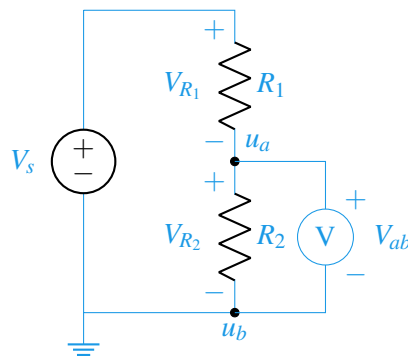 +
V_{R_1} R_1
− u_a
+
V_s
−
+
V_{R_2} R_2
+
V V_{ab}
−
−
u_b